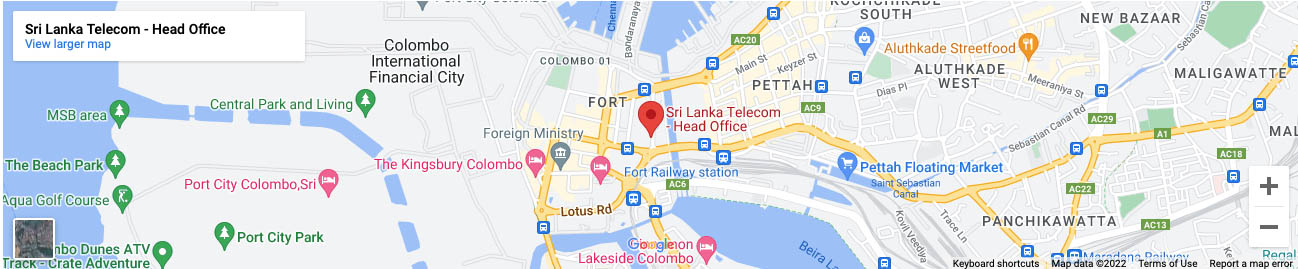 Port City Colombo
Sri Lanka Telecom - Head Office
View larger map
Colombo
International
Financial City
COLOMBO 01
Bandaranaya
AC20
KOCHCHIKADE
SOUTH
NEW BAZAAR
Aluthkade Streetfood
Sebastian Canal
Main St
Keyzer St
ALUTHKADE
WEST
Meeraniya St
MALIGAWATTE
PETTAH
Dias Pl
FORT
Central Park and Living
MSB area
AC9
Sri Lanka Telecom
- Head Office
AC29
Sebastian Canal Rd
A1
Foreign Ministry
The Kingsbury Colombo
The Beach Park
Fort Railway station
Pettah Floating Market
AC18
Port City Colombo,Sri
AC6
Saint Sebastian
Canal
AC22
Aqua Golf Course
Lotus Rd
Kovil Veediya
Trace Ln
PANCHIKAWATTA
AC13
Port City Park
Google
Lakeside Colombo
Beira La
Maradana Railway
Regal
mbo Dunes ATV
Track - Crate Adventure
Keyboard shortcuts
Map data ©2022
Terms of Use
Report a map error